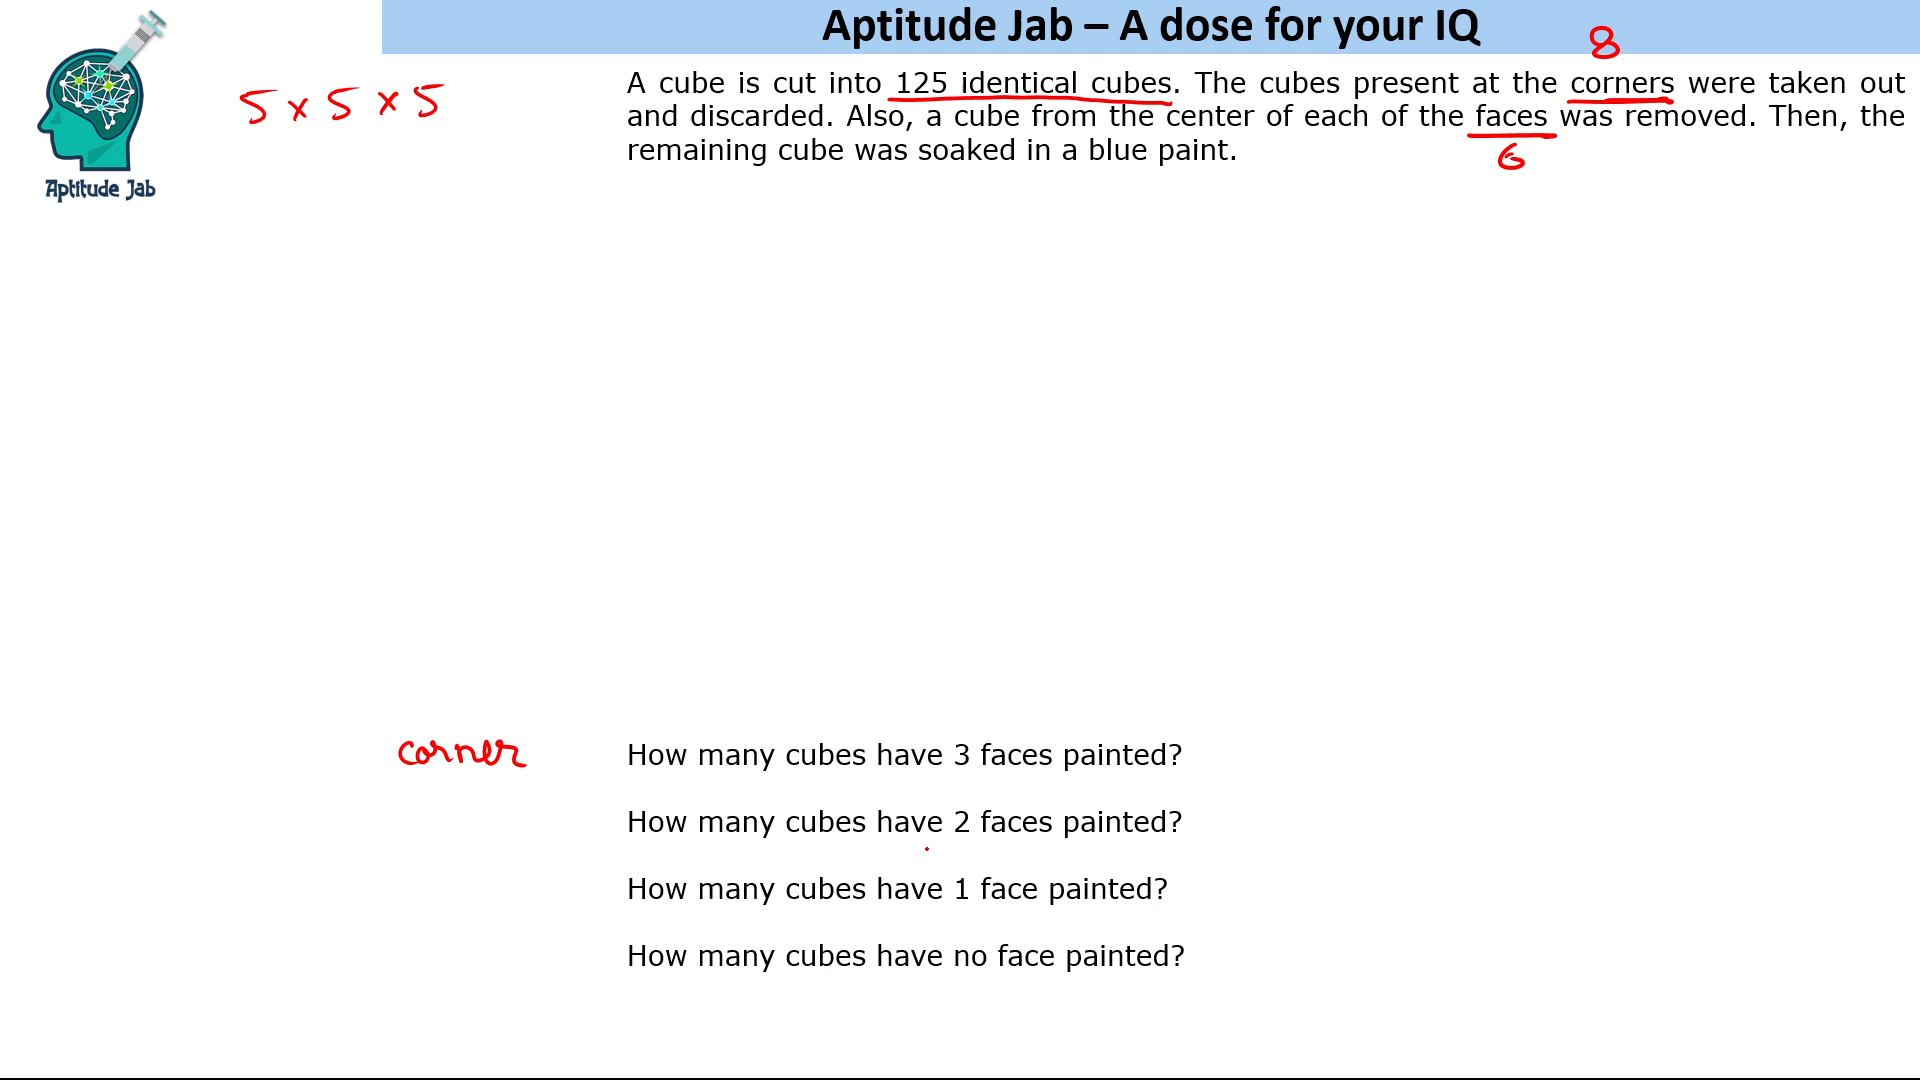 Aptitude Jab – A dose for your IQ
8
5 x 5 x 5
A cube is cut into 125 identical cubes. The cubes present at the corners were taken out
and discarded. Also, a cube from the center of each of the faces was removed. Then, the
remaining cube was soaked in a blue paint.
6
Aptitude Jab
corner
How many cubes have 3 faces painted?
How many cubes have 2 faces painted?
How many cubes have 1 face painted?
How many cubes have no face painted?